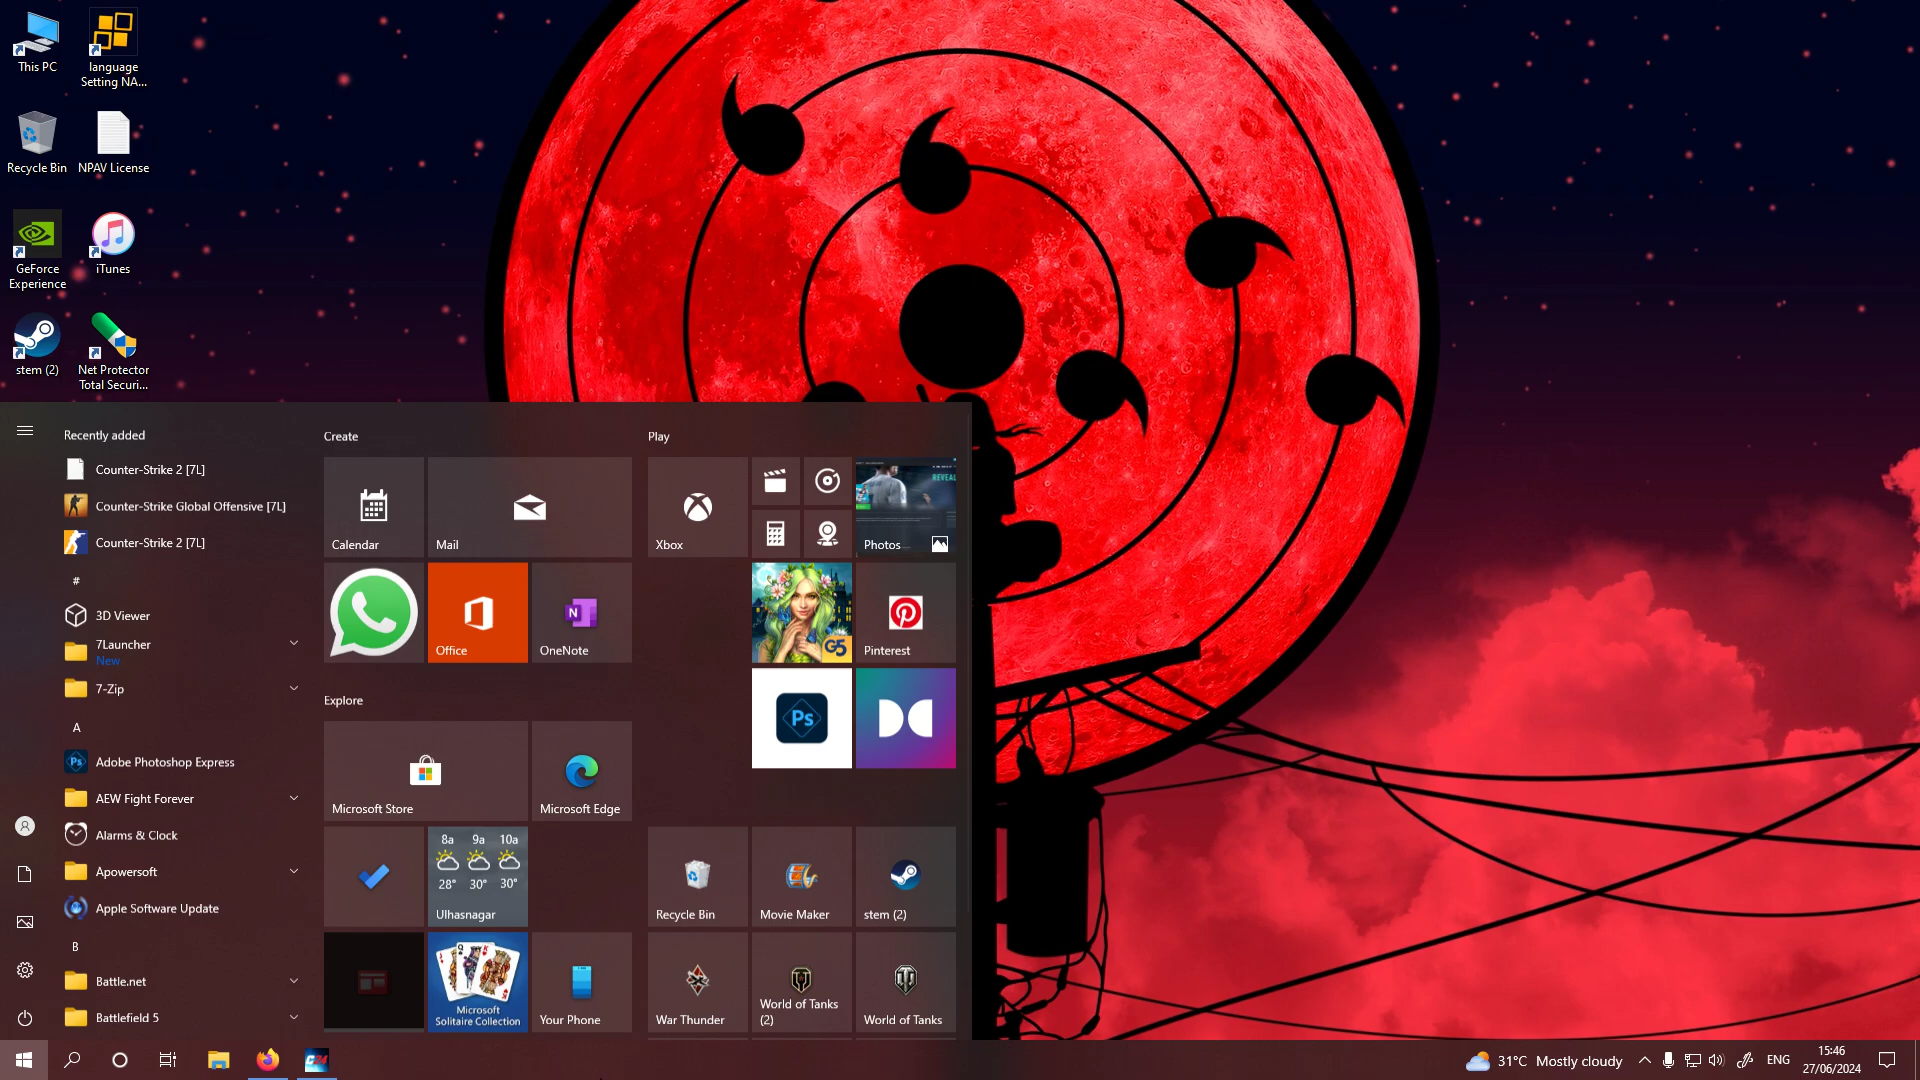 This PC
language
Setting NA...
Recycle Bin
NPAV License
GeForce
Experience
iTunes
stem (2)
Net Protector
Total Securi...
Recently added
Counter-Strike 2 [7L]
Counter-Strike Global Offensive [7L]
Counter-Strike 2 [7L]
#
3D Viewer
7Launcher
New
7-Zip
A
Adobe Photoshop Express
AEW Fight Forever
Alarms & Clock
Apowersoft
Apple Software Update
B
Battle.net
Battlefield 5
Create
Calendar
Mail
Office
OneNote
Explore
Microsoft Store
Microsoft Edge
8a 9a 10a
28° 30° 30°
Ulhasnagar
Microsoft
Solitaire Collection
Your Phone
Play
Xbox
REVEAL
Photos
G5
Pinterest
Ps
Recycle Bin
Movie Maker
stem (2)
War Thunder
World of Tanks
(2)
World of Tanks
31°C Mostly cloudy
ENG
15:46
27/06/2024